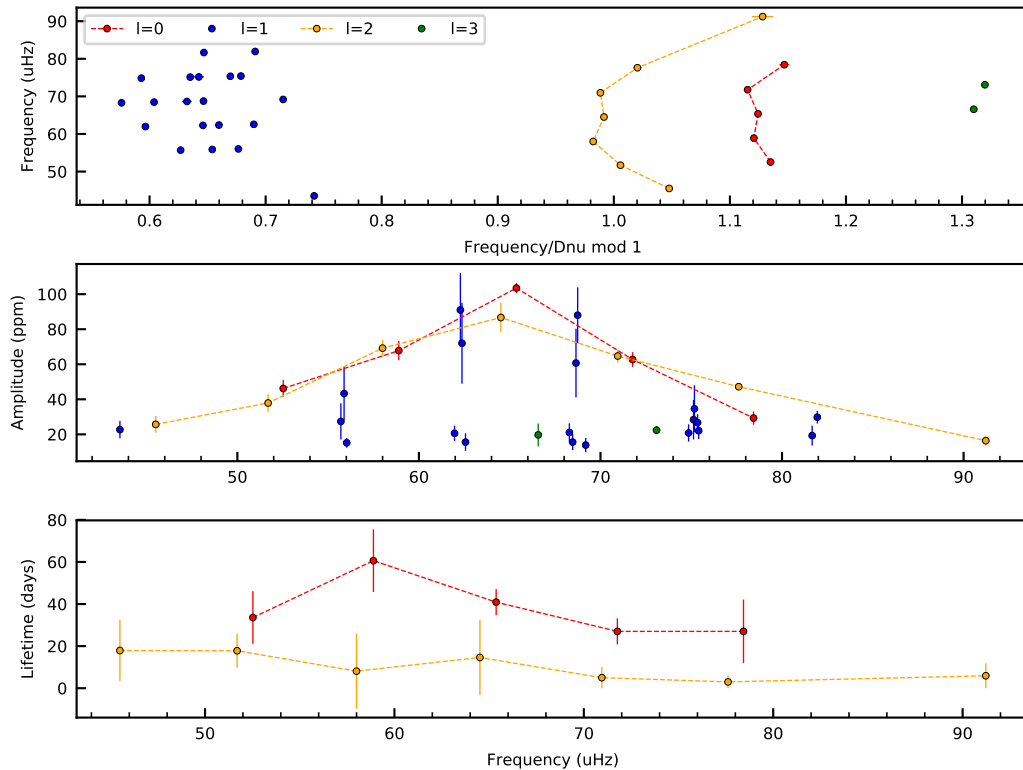 l=0 l=1 l=2 l=3
Frequency (uHz)
90
80
70
60
50
0.6 0.7 0.8 0.9 1.0 1.1 1.2 1.3
Frequency/Dnu mod 1
Amplitude (ppm)
100
80
60
40
20
50 60 70 80 90
Lifetime (days)
80
60
40
20
0
50 60 70 80 90
Frequency (uHz)